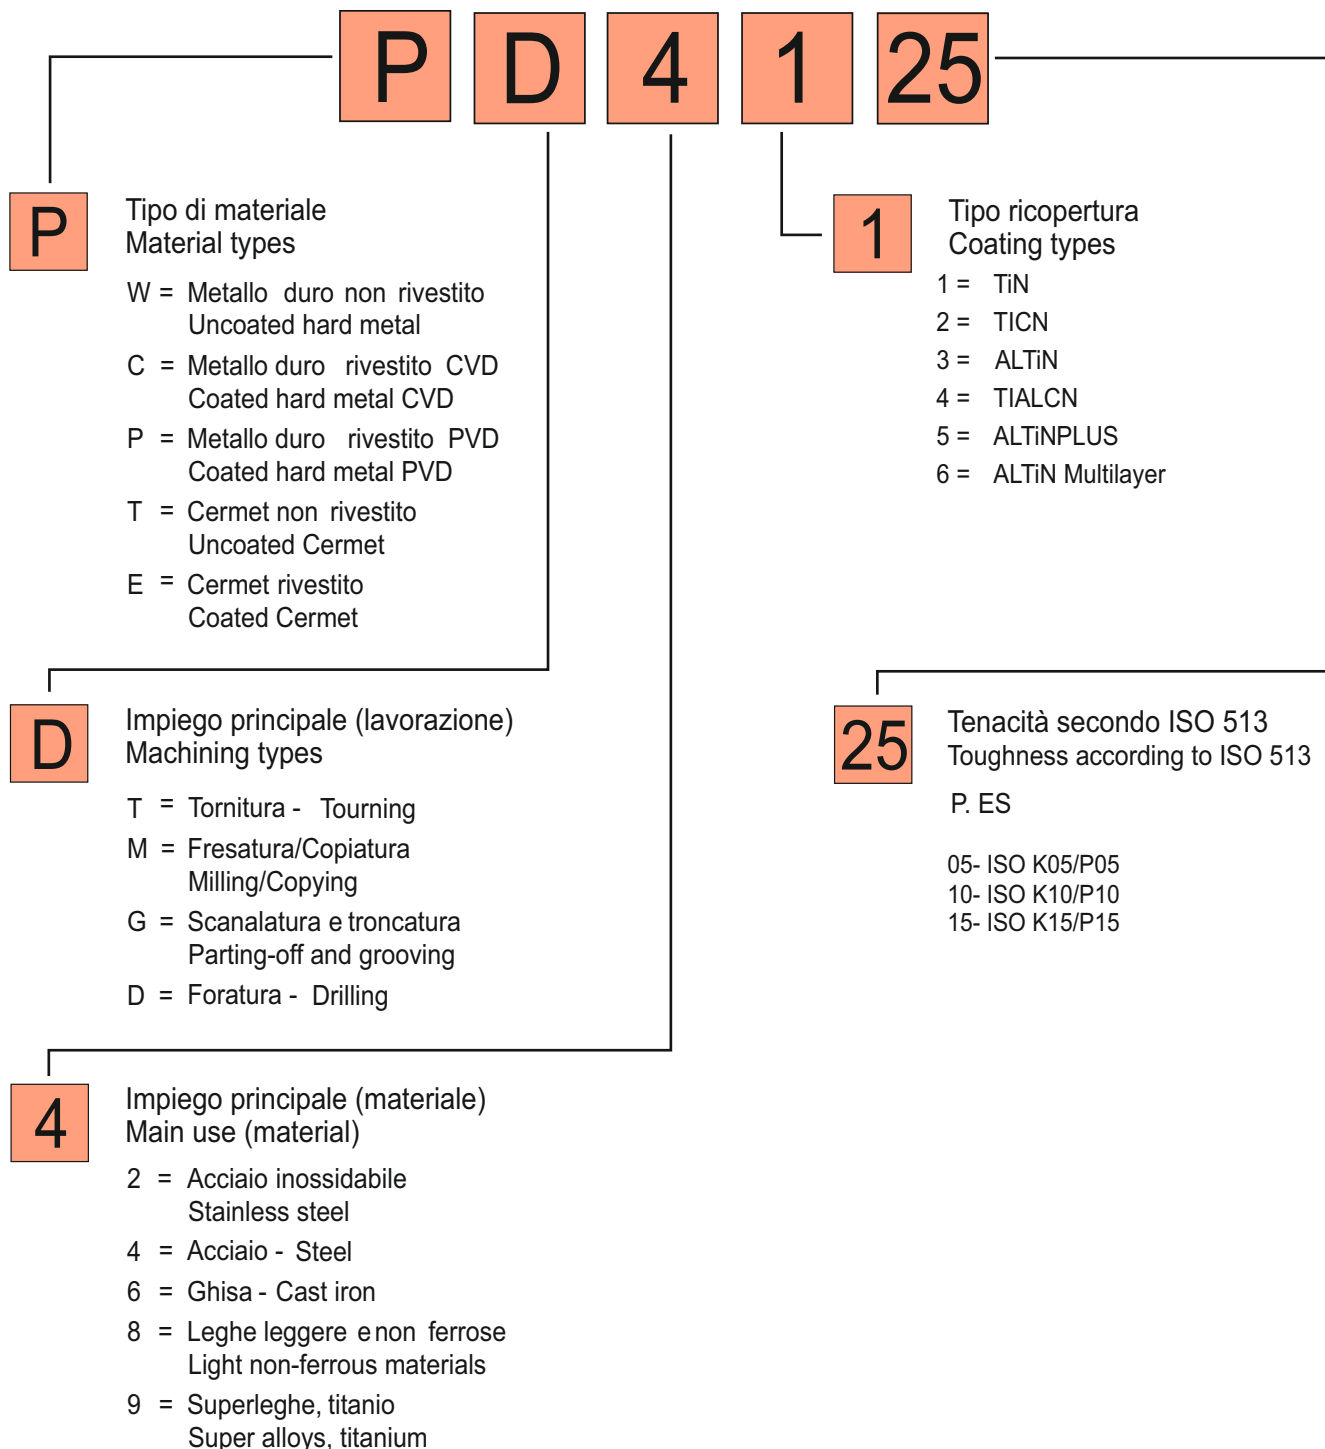 P D 4 1 25
P
Tipo di materiale
Material types
W = Metallo duro non rivestito
Uncoated hard metal
C = Metallo duro rivestito CVD
Coated hard metal CVD
P = Metallo duro rivestito PVD
Coated hard metal PVD
T = Cermet non rivestito
Uncoated Cermet
E = Cermet rivestito
Coated Cermet
1
Tipo ricopertura
Coating types
1 = TiN
2 = TICN
3 = ALTiN
4 = TIALCN
5 = ALTiNPLUS
6 = ALTiN Multilayer
D
Impiego principale (lavorazione)
Machining types
T = Tornitura - Tourning
M = Fresatura/Copiatura
Milling/Copying
G = Scanalatura e troncatura
Parting-off and grooving
D = Foratura - Drilling
25
Tenacità secondo ISO 513
Toughness according to ISO 513
P. ES
05- ISO K05/P05
10- ISO K10/P10
15- ISO K15/P15
4
Impiego principale (materiale)
Main use (material)
2 = Acciaio inossidabile
Stainless steel
4 = Acciaio - Steel
6 = Ghisa - Cast iron
8 = Leghe leggere e non ferrose
Light non-ferrous materials
9 = Superleghe, titanio
Super alloys, titanium